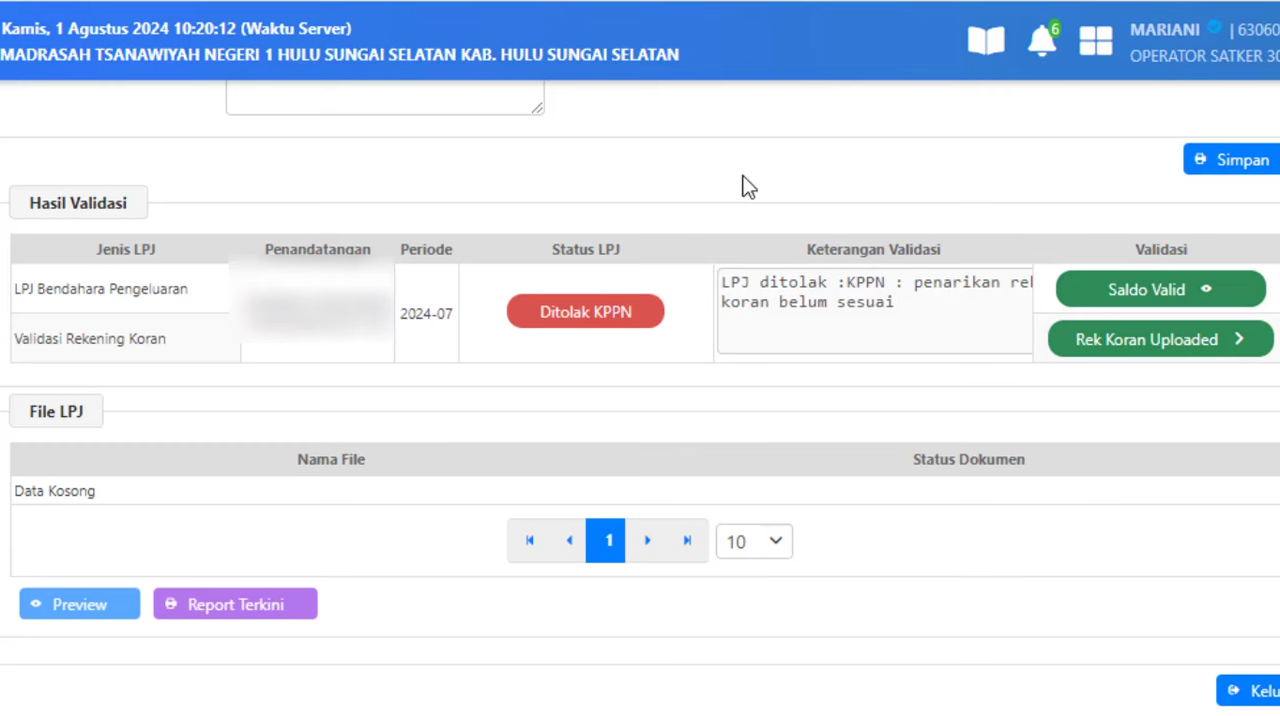 Kamis, 1 Agustus 2024 10:20:12 (Waktu Server)
MADRASAH TSANAWIYAH NEGERI 1 HULU SUNGAI SELATAN KAB. HULU SUNGAI SELATAN
6
MARIANI | 63060
OPERATOR SATKER 30
Simpan
Hasil Validasi
Jenis LPJ Penandatangan Periode Status LPJ Keterangan Validasi Validasi
LPJ Bendahara Pengeluaran
Validasi Rekening Koran
2024-07
Ditolak KPPN
LPJ ditolak :KPPN : penarikan rek
koran belum sesuai
Saldo Valid
Rek Koran Uploaded
File LPJ
Nama File Status Dokumen
Data Kosong
1
10
Preview Report Terkini
Kelu